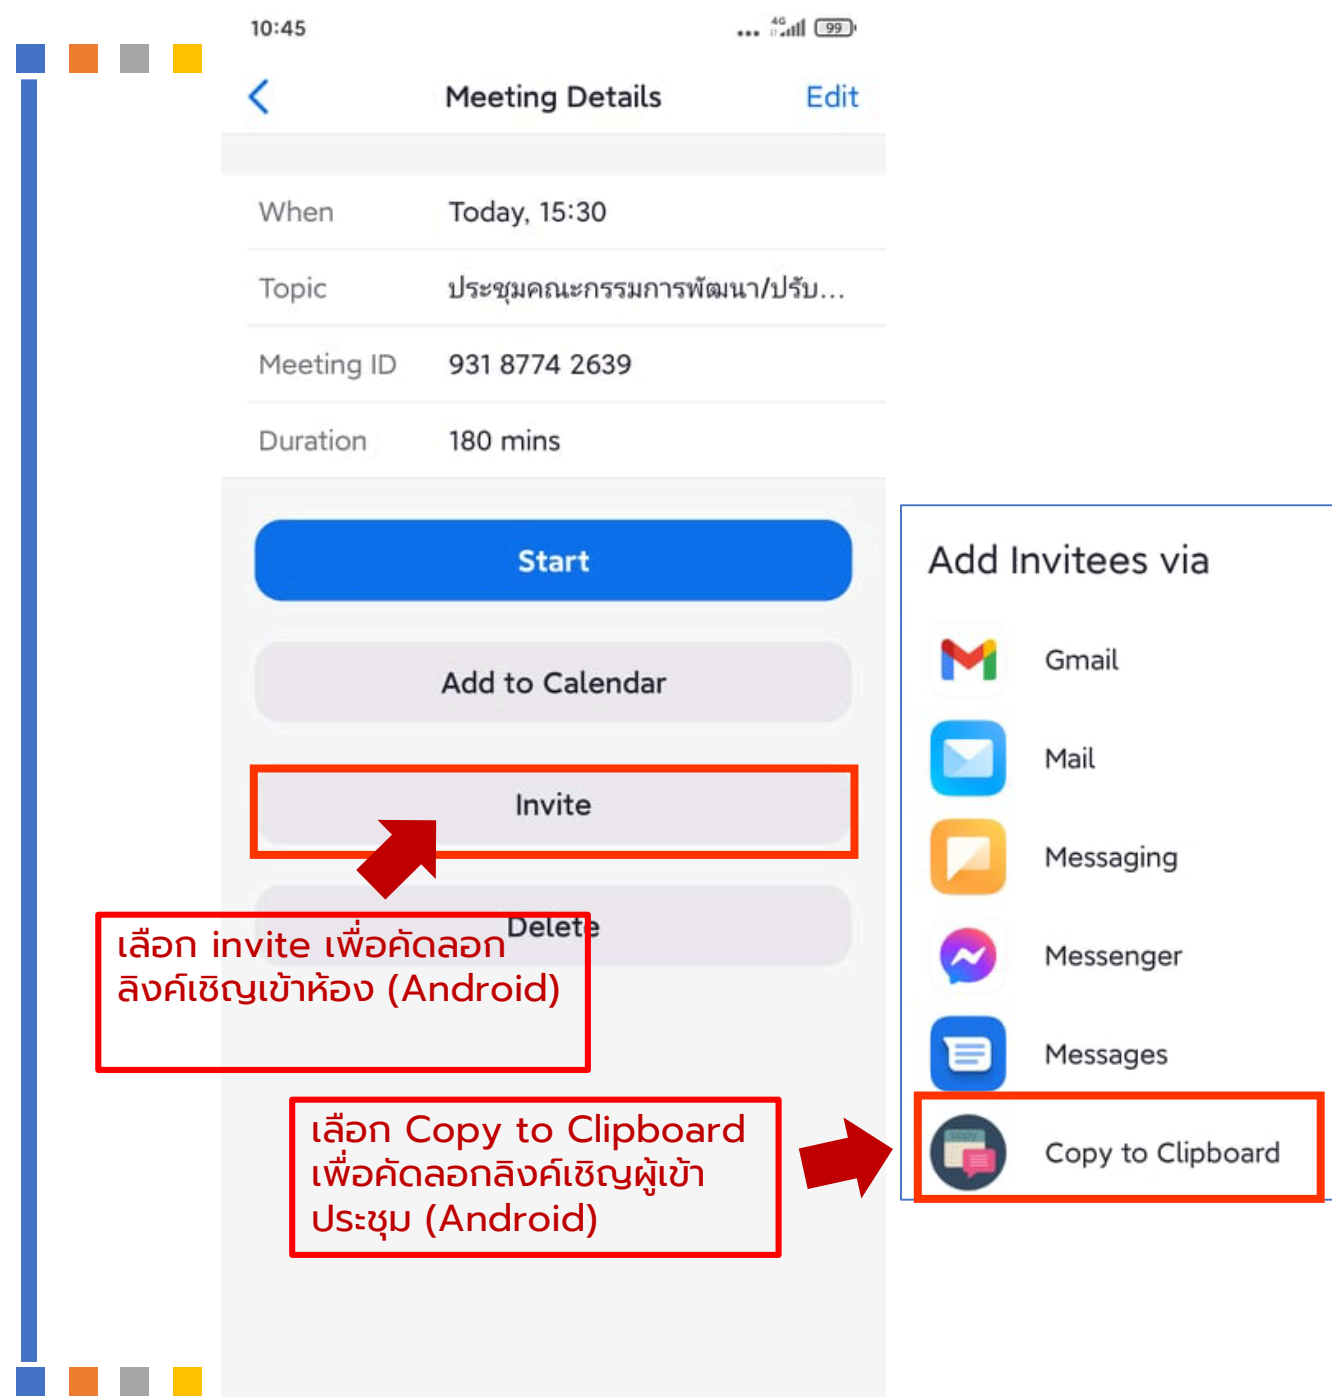 10:45
4G
99
Meeting Details
Edit
When
Today, 15:30
Topic
ประชุมคณะกรรมการพัฒนา/ปรับ...
Meeting ID
931 8774 2639
Duration
180 mins
Start
Add to Calendar
Invite
Delete
เลือก invite เพื่อคัดลอก
ลิงค์เชิญเข้าห้อง (Android)
เลือก Copy to Clipboard
เพื่อคัดลอกลิงค์เชิญผู้เข้า
ประชุม (Android)
Add Invitees via
Gmail
Mail
Messaging
Messenger
Messages
copy
Copy to Clipboard